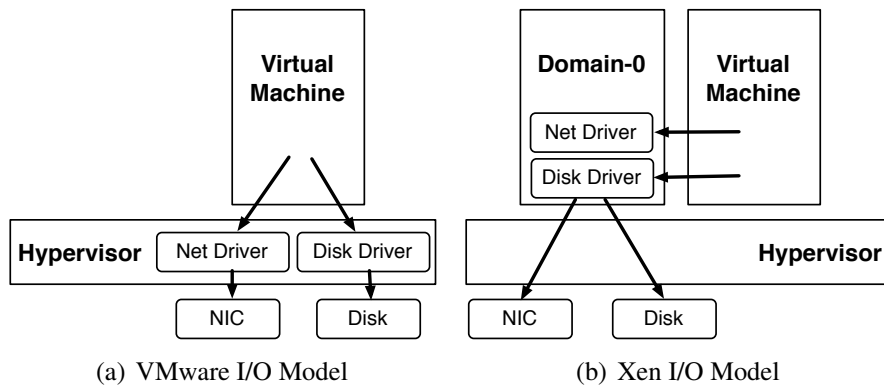 Virtual
Machine
Hypervisor
Net Driver
Disk Driver
NIC
Disk
(a) VMware I/O Model
Domain-0
Virtual
Machine
Net Driver
Disk Driver
Hypervisor
NIC
Disk
(b) Xen I/O Model